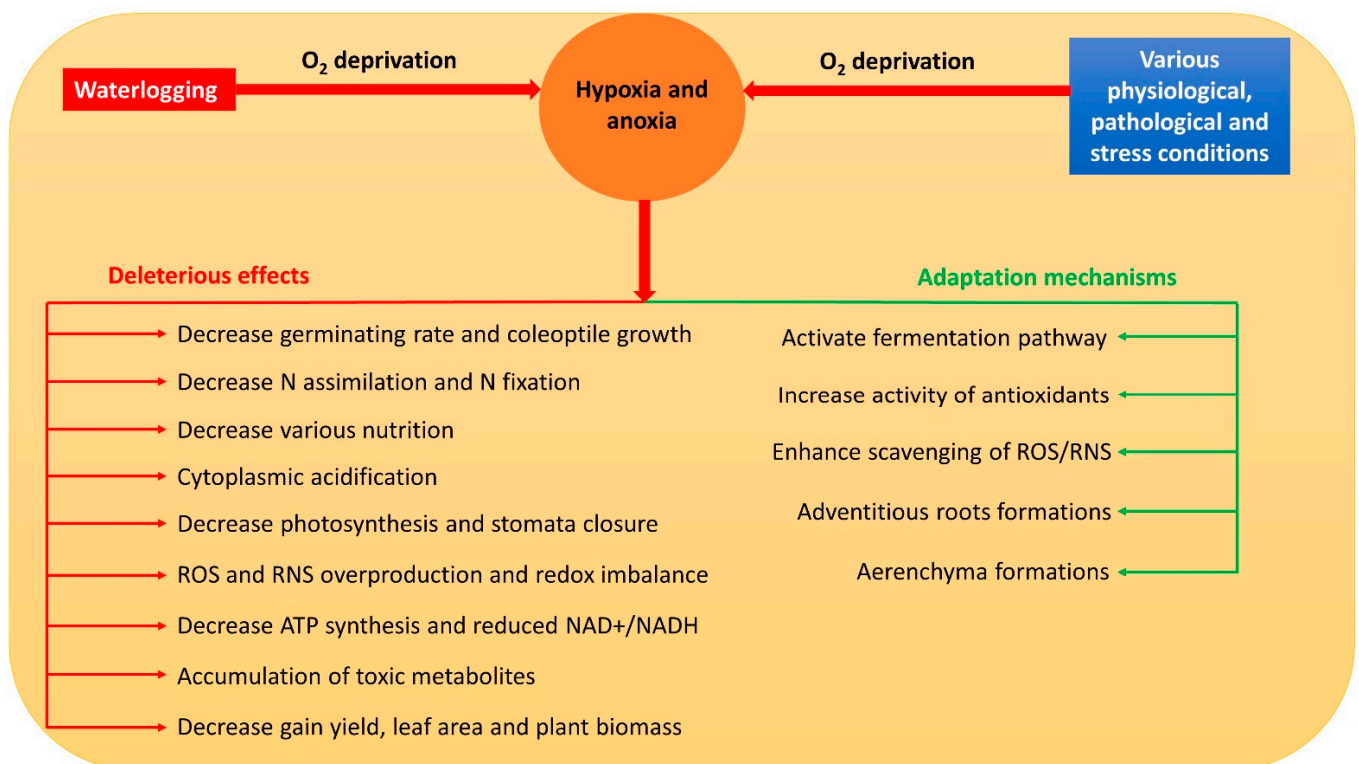 O₂ deprivation
O₂ deprivation
Waterlogging
Hypoxia and
anoxia
Various
physiological,
pathological and
stress conditions
Deleterious effects
Decrease germinating rate and coleoptile growth
Decrease N assimilation and N fixation
Decrease various nutrition
Cytoplasmic acidification
Decrease photosynthesis and stomata closure
ROS and RNS overproduction and redox imbalance
Decrease ATP synthesis and reduced NAD+/NADH
Accumulation of toxic metabolites
Decrease gain yield, leaf area and plant biomass
Adaptation mechanisms
Activate fermentation pathway
Increase activity of antioxidants
Enhance scavenging of ROS/RNS
Adventitious roots formations
Aerenchyma formations